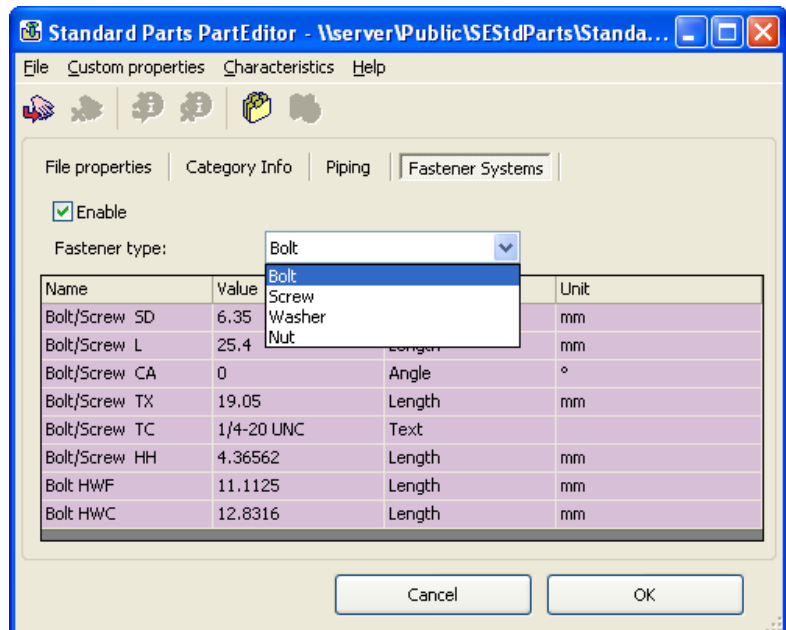 Standard Parts PartEditor - \\server\Public\SEStdParts\Standa...
File Custom properties Characteristics Help
File properties Category Info Piping Fastener Systems
Enable
Fastener type: Bolt
Bolt
Screw
Washer
Nut
Name Value Unit
Bolt/Screw SD 6.35 mm
Bolt/Screw L 25.4 Length mm
Bolt/Screw CA 0 Angle °
Bolt/Screw TX 19.05 Length mm
Bolt/Screw TC 1/4-20 UNC Text
Bolt/Screw HH 4.36562 Length mm
Bolt HWF 11.1125 Length mm
Bolt HWC 12.8316 Length mm
Cancel OK